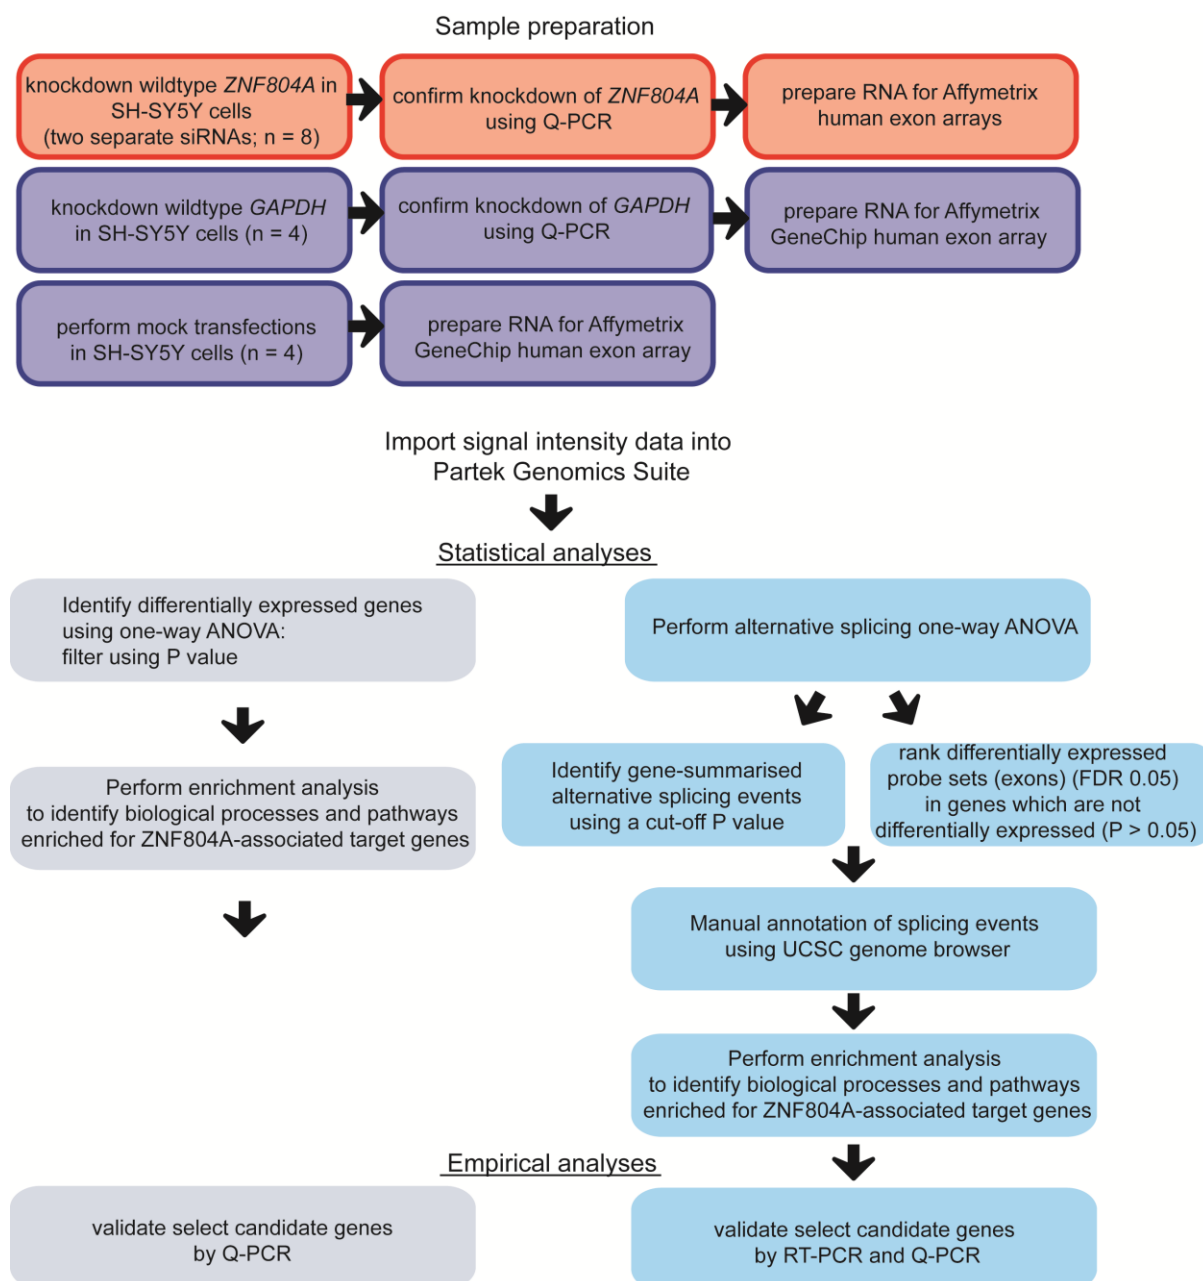 Sample preparation
knockdown wildtype ZNF804A in
SH-SY5Y cells
(two separate siRNAs; n = 8)
confirm knockdown of ZNF804A
using Q-PCR
prepare RNA for Affymetrix
human exon arrays
knockdown wildtype GAPDH
in SH-SY5Y cells (n = 4)
confirm knockdown of GAPDH
using Q-PCR
prepare RNA for Affymetrix
GeneChip human exon array
perform mock transfections
in SH-SY5Y cells (n = 4)
prepare RNA for Affymetrix
GeneChip human exon array
Import signal intensity data into
Partek Genomics Suite
Statistical analyses
Identify differentially expressed genes
using one-way ANOVA:
filter using P value
Perform enrichment analysis
to identify biological processes and pathways
enriched for ZNF804A-associated target genes
Perform alternative splicing one-way ANOVA
Identify gene-summarised
alternative splicing events
using a cut-off P value
rank differentially expressed
probe sets (exons) (FDR 0.05)
in genes which are not
differentially expressed (P > 0.05)
Manual annotation of splicing events
using UCSC genome browser
Perform enrichment analysis
to identify biological processes and pathways
enriched for ZNF804A-associated target genes
Empirical analyses
validate select candidate genes
by Q-PCR
validate select candidate genes
by RT-PCR and Q-PCR